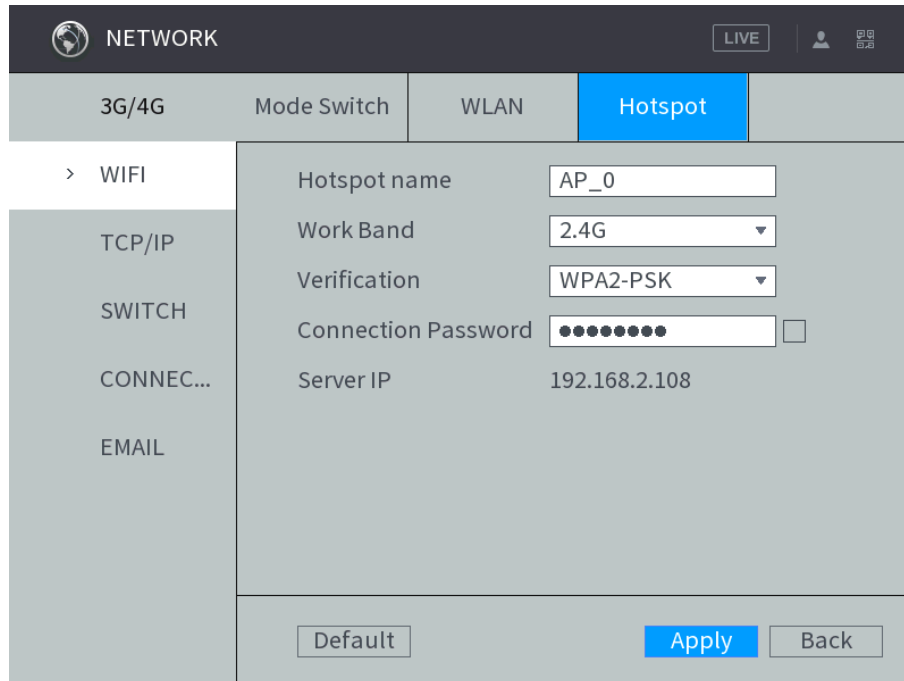 NETWORK LIVE
3G/4G Mode Switch WLAN Hotspot
> WIFI
TCP/IP
SWITCH
CONNEC...
EMAIL
Hotspot name AP_0
Work Band 2.4G
Verification WPA2-PSK
Connection Password ●●●●●●●●
Server IP 192.168.2.108
Default Apply Back